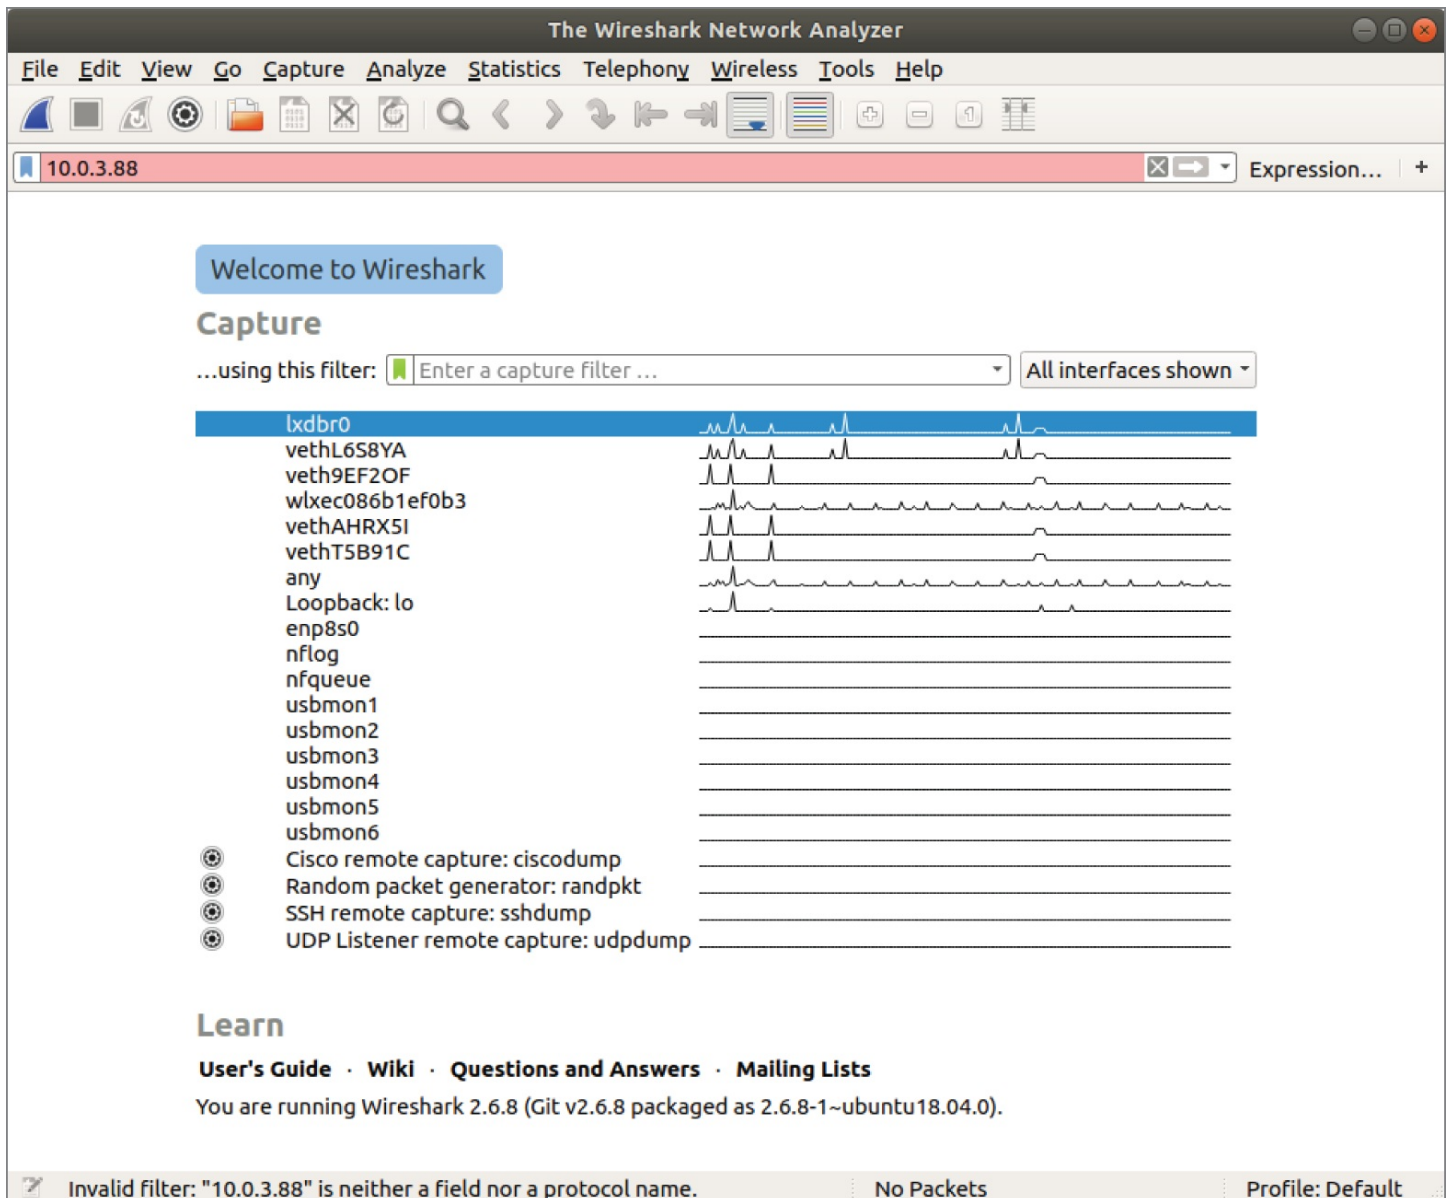 The Wireshark Network Analyzer
File Edit View Go Capture Analyze Statistics Telephony Wireless Tools Help
10.0.3.88 Expression… +
Welcome to Wireshark
Capture
…using this filter: Enter a capture filter … All interfaces shown
lxdbr0
vethL6S8YA
veth9EF2OF
wlxec086b1ef0b3
vethAHRX5I
vethT5B91C
any
Loopback: lo
enp8s0
nflog
nfqueue
usbmon1
usbmon2
usbmon3
usbmon4
usbmon5
usbmon6
Cisco remote capture: ciscodump
Random packet generator: randpkt
SSH remote capture: sshdump
UDP Listener remote capture: udpdump
Learn
User's Guide · Wiki · Questions and Answers · Mailing Lists
You are running Wireshark 2.6.8 (Git v2.6.8 packaged as 2.6.8-1~ubuntu18.04.0).
Invalid filter: "10.0.3.88" is neither a field nor a protocol name. No Packets Profile: Default